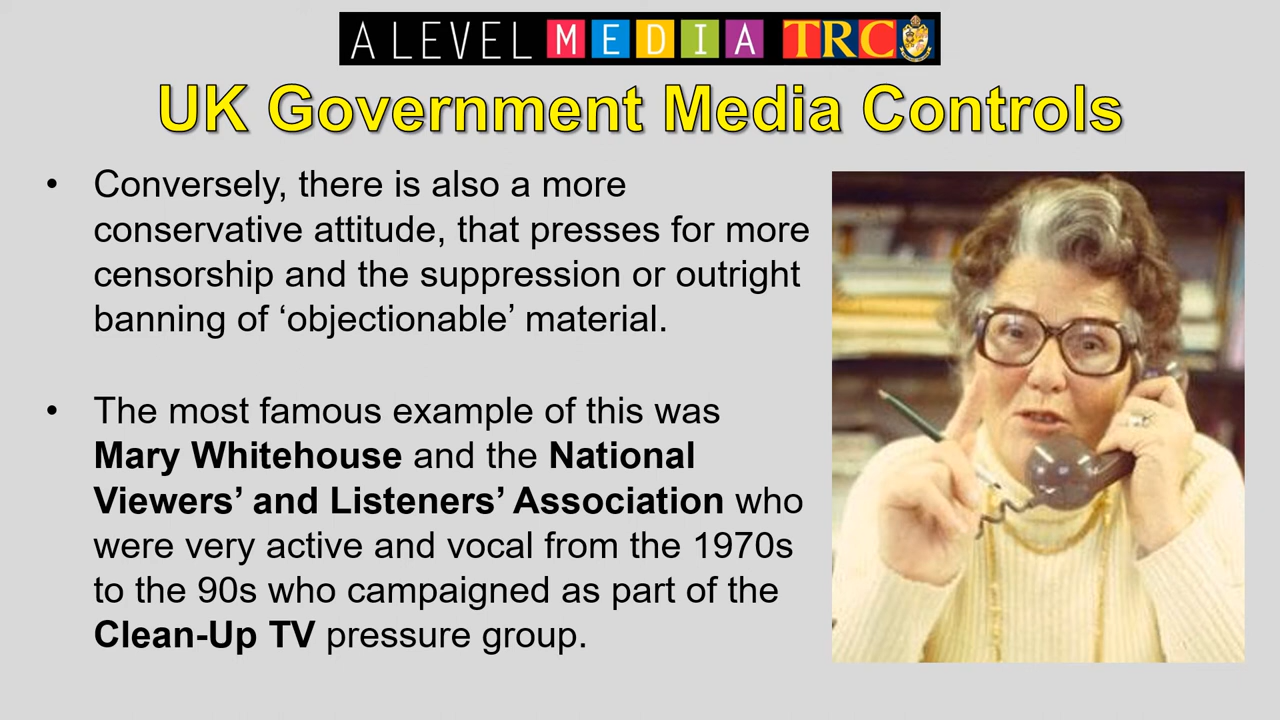 A LEVEL MEDIA TRC
UK Government Media Controls
• Conversely, there is also a more
conservative attitude, that presses for more
censorship and the suppression or outright
banning of ‘objectionable’ material.
• The most famous example of this was
Mary Whitehouse and the National
Viewers’ and Listeners’ Association who
were very active and vocal from the 1970s
to the 90s who campaigned as part of the
Clean-Up TV pressure group.